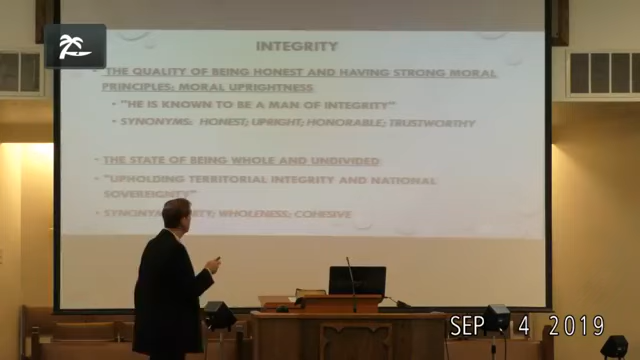 INTEGRITY
THE QUALITY OF BEING HONEST AND HAVING STRONG MORAL
PRINCIPLES; MORAL UPRIGHTNESS
"HE IS KNOWN TO BE A MAN OF INTEGRITY"
SYNONYMS: HONEST; UPRIGHT; HONORABLE; TRUSTWORTHY
THE STATE OF BEING WHOLE AND UNDIVIDED
"UPHOLDING TERRITORIAL INTEGRITY AND NATIONAL
SOVEREIGNTY"
WHOLENESS; COHESIVE
SEP 4 2019